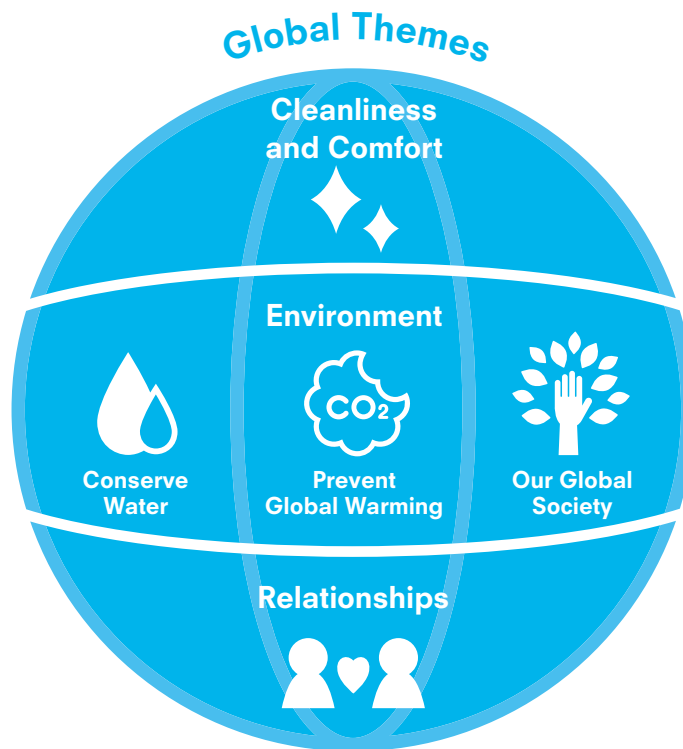 Global Themes
Cleanliness
and Comfort
Environment
CO2
Conserve
Water
Prevent
Global Warming
Our Global
Society
Relationships